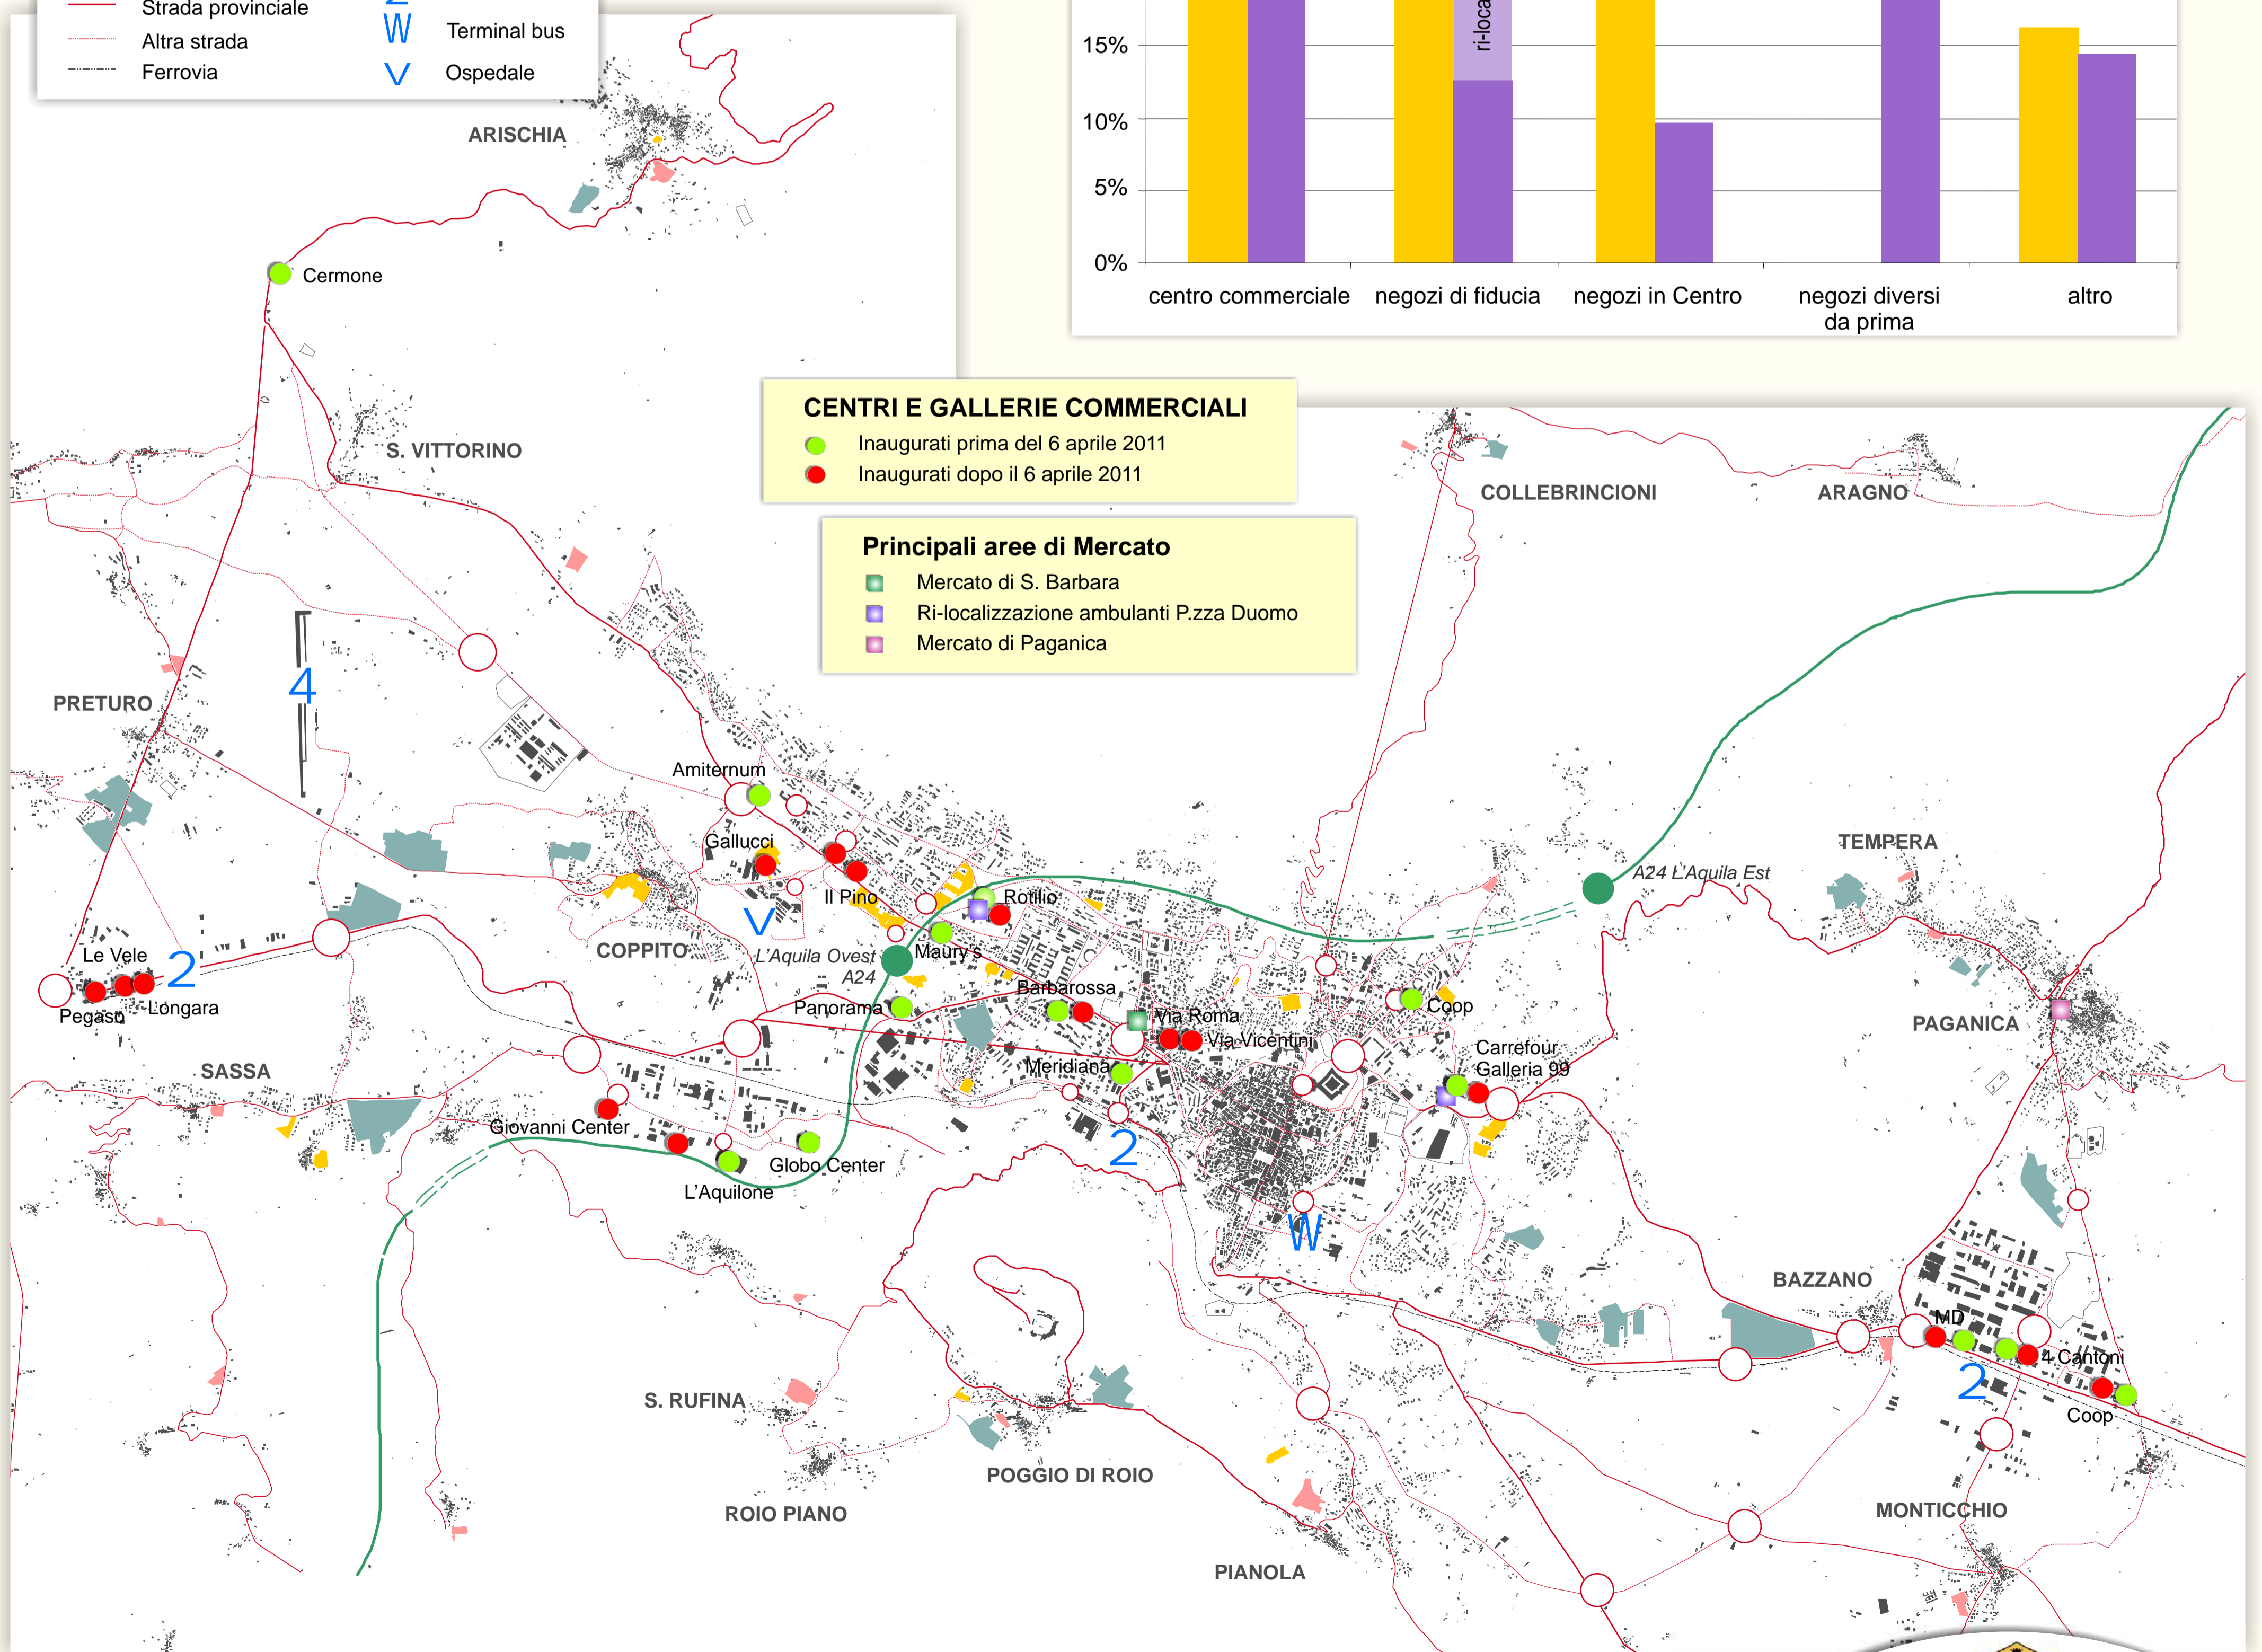 Strada provinciale
Altra strada
Ferrovia
2
W Terminal bus
V Ospedale
ri-loca
15%
10%
5%
0%
centro commerciale
negozi di fiducia
negozi in Centro
negozi diversi
da prima
altro
CENTRI E GALLERIE COMMERCIALI
Inaugurati prima del 6 aprile 2011
Inaugurati dopo il 6 aprile 2011
Principali aree di Mercato
Mercato di S. Barbara
Ri-localizzazione ambulanti P.zza Duomo
Mercato di Paganica
ARISCHIA
Cermone
S. VITTORINO
COLLEBRINCIONI
ARAGNO
4
PRETURO
Amiternum
Gallucci
Il Pino
Rotilio
A24 L'Aquila Est
TEMPERA
V
COPPITO
L'Aquila Ovest
A24
Maury's
Le Vele
2
Pegaso
Longara
Panorama
Barbarossa
Via Roma
Via Vicentini
Coop
PAGANICA
SASSA
Meridiana
Carrefour
Galleria 99
Giovanni Center
Globo Center
L'Aquilone
2
W
BAZZANO
MD
4 Cantoni
2
Coop
S. RUFINA
POGGIO DI ROIO
ROIO PIANO
MONTICCHIO
PIANOLA